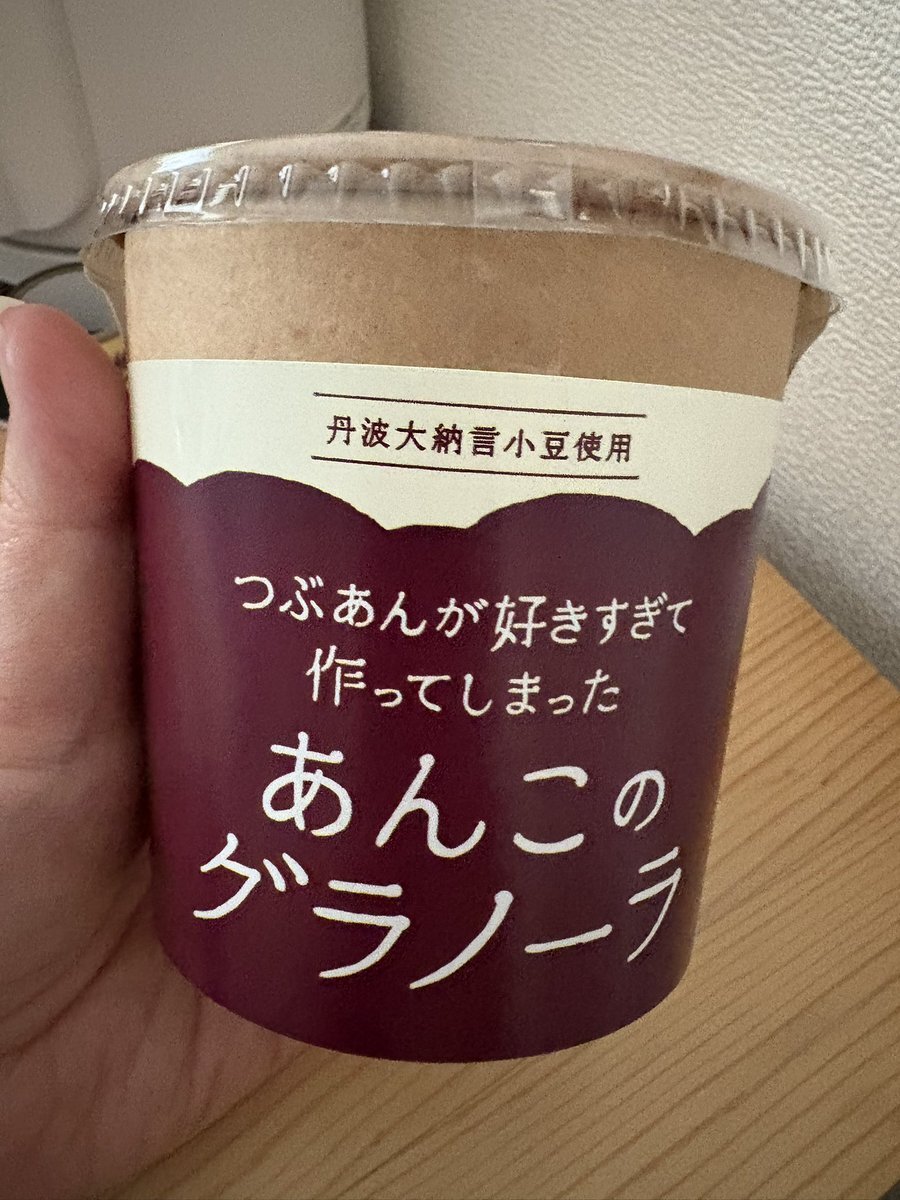 丹波大納言小豆使用
つぶあんが好きすぎて
作ってしまった
あんこの
グラノーラ